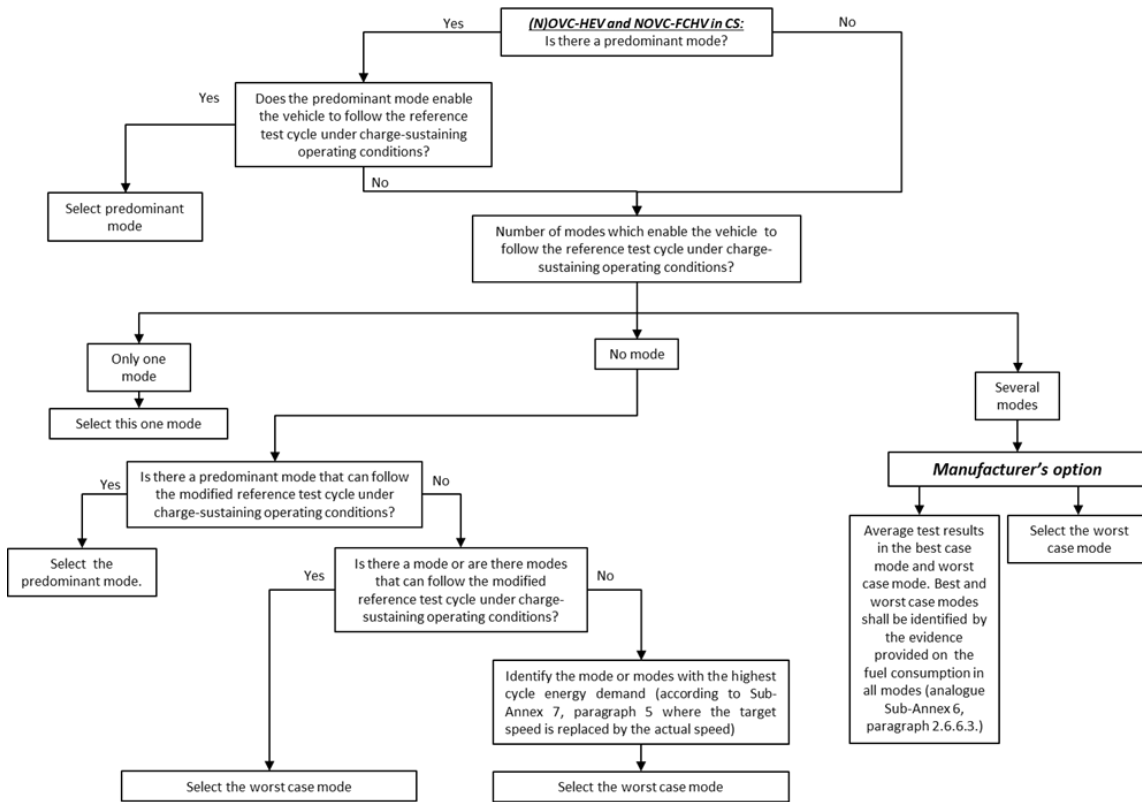 (N)OVC-HEV and NOVC-FCHV in CS:
Is there a predominant mode?
Yes
No
Yes
Does the predominant mode enable
the vehicle to follow the reference
test cycle under charge-sustaining
operating conditions?
No
Select predominant
mode
Number of modes which enable the vehicle to
follow the reference test cycle under charge-
sustaining operating conditions?
Only one
mode
No mode
Several
modes
Select this one mode
Manufacturer's option
Yes
Is there a predominant mode that can follow
the modified reference test cycle under
charge-sustaining operating conditions?
No
Select the
predominant mode.
Yes
Is there a mode or are there modes
that can follow the modified
reference test cycle under charge-
sustaining operating conditions?
No
Average test results
in the best case
mode and worst
case mode. Best and
worst case modes
shall be identified by
the evidence
provided on the
fuel consumption in
all modes (analogue
Sub-Annex 6,
paragraph 2.6.6.3.)
Select the worst
case mode
Identify the mode or modes with the highest
cycle energy demand (according to Sub-
Annex 7, paragraph 5 where the target
speed is replaced by the actual speed)
Select the worst case mode
Select the worst case mode